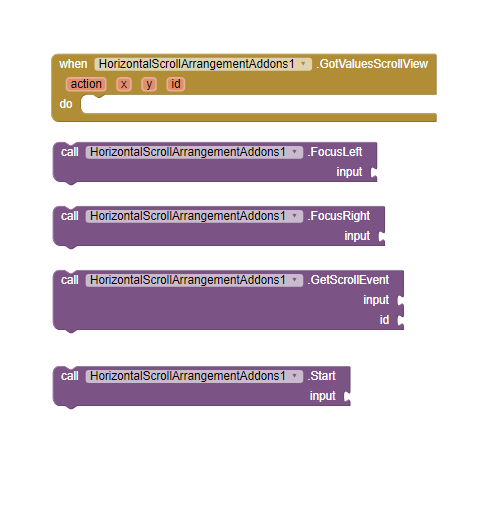 when HorizontalScrollArrangementAddons1 .GotValuesScrollView
action x y id
do
call HorizontalScrollArrangementAddons1 .FocusLeft
input
call HorizontalScrollArrangementAddons1 .FocusRight
input
call HorizontalScrollArrangementAddons1 .GetScrollEvent
input
id
call HorizontalScrollArrangementAddons1 .Start
input